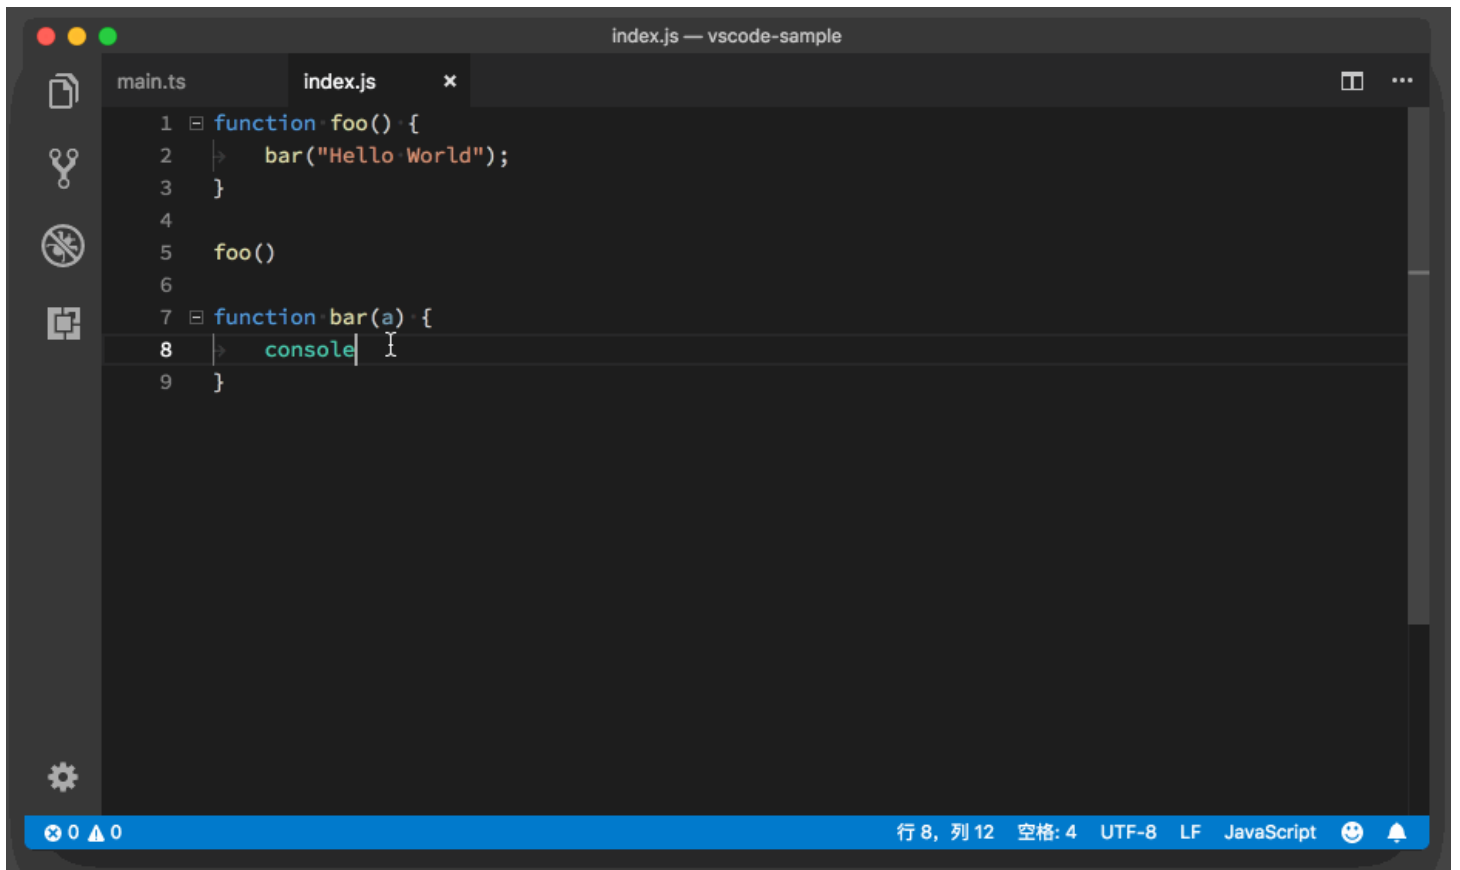 index.js — vscode-sample
main.ts index.js
1 function foo() {
2 bar("Hello World");
3 }
4
5 foo()
6
7 function bar(a) {
8 console
9 }
0 0 行 8，列 12 空格: 4 UTF-8 LF JavaScript